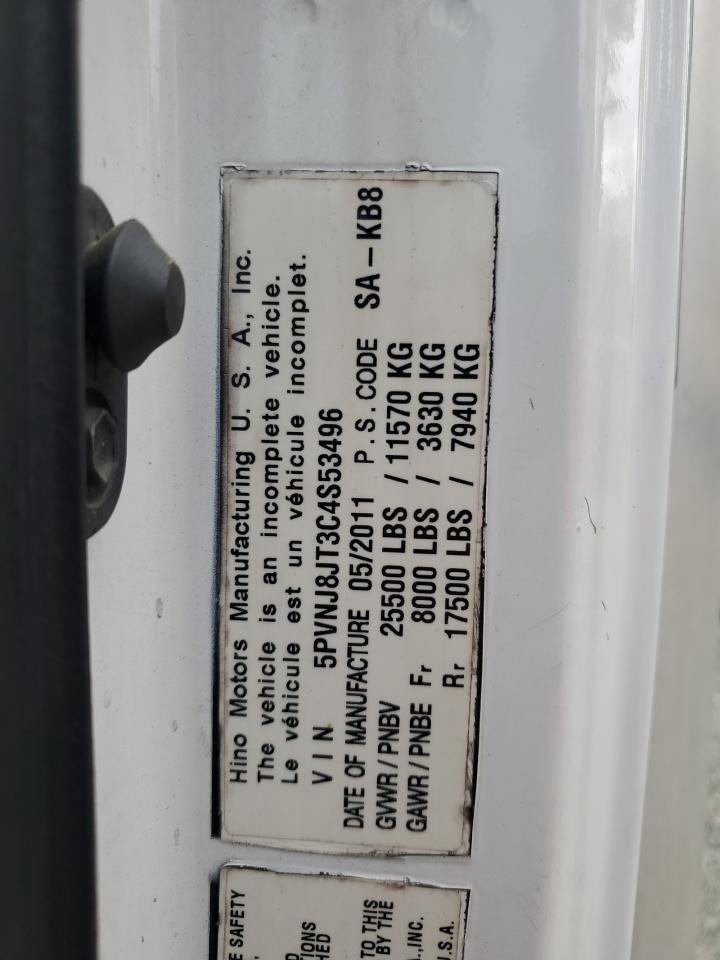 Hino Motors Manufacturing U. S. A., Inc.
The vehicle is an incomplete vehicle.
Le véhicule est un véhicule incomplet.
VIN 5PVNJ8JT3C4S53496
DATE OF MANUFACTURE 05/2011 P.S.CODE SA-KB8
GVWR/PNBV 25500 LBS / 11570 KG
GAWR/PNBE Fr 8000 LBS / 3630 KG
Rr 17500 LBS / 7940 KG
E SAFETY
TO THIS
BY THE
INC.
U.S.A.